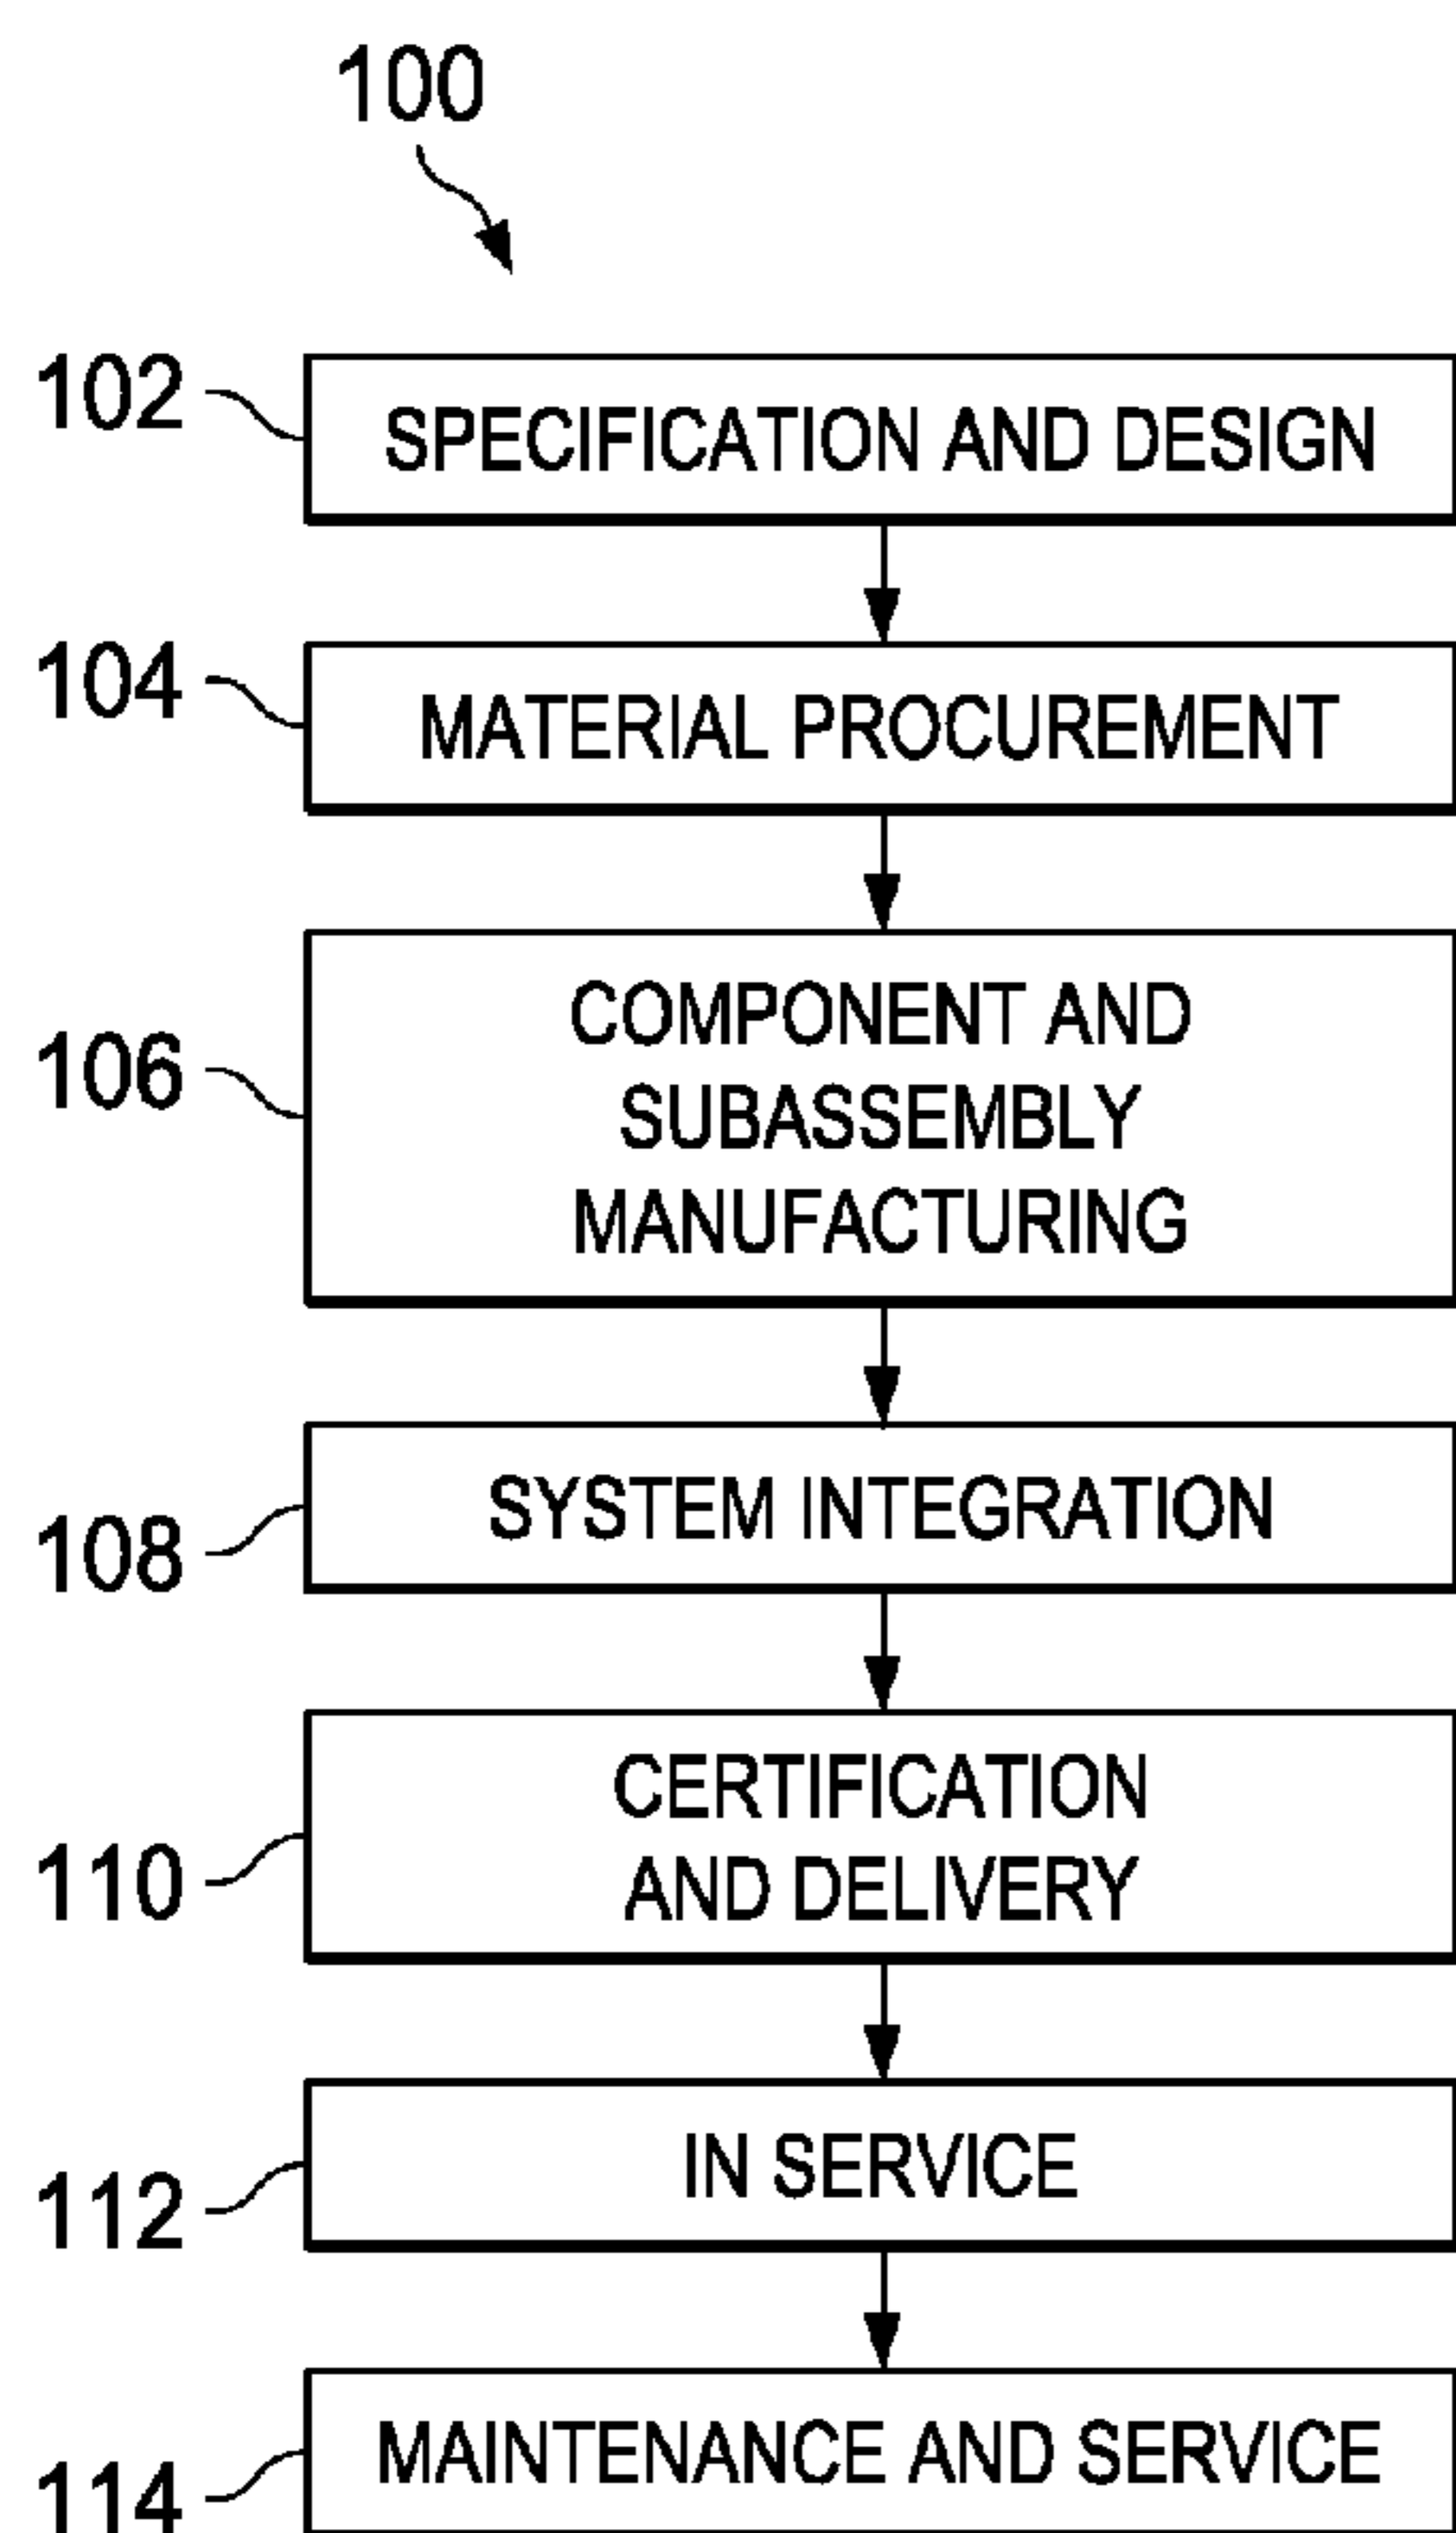 100
102
SPECIFICATION AND DESIGN
104
MATERIAL PROCUREMENT
106
COMPONENT AND
SUBASSEMBLY
MANUFACTURING
108
SYSTEM INTEGRATION
110
CERTIFICATION
AND DELIVERY
112
IN SERVICE
114
MAINTENANCE AND SERVICE